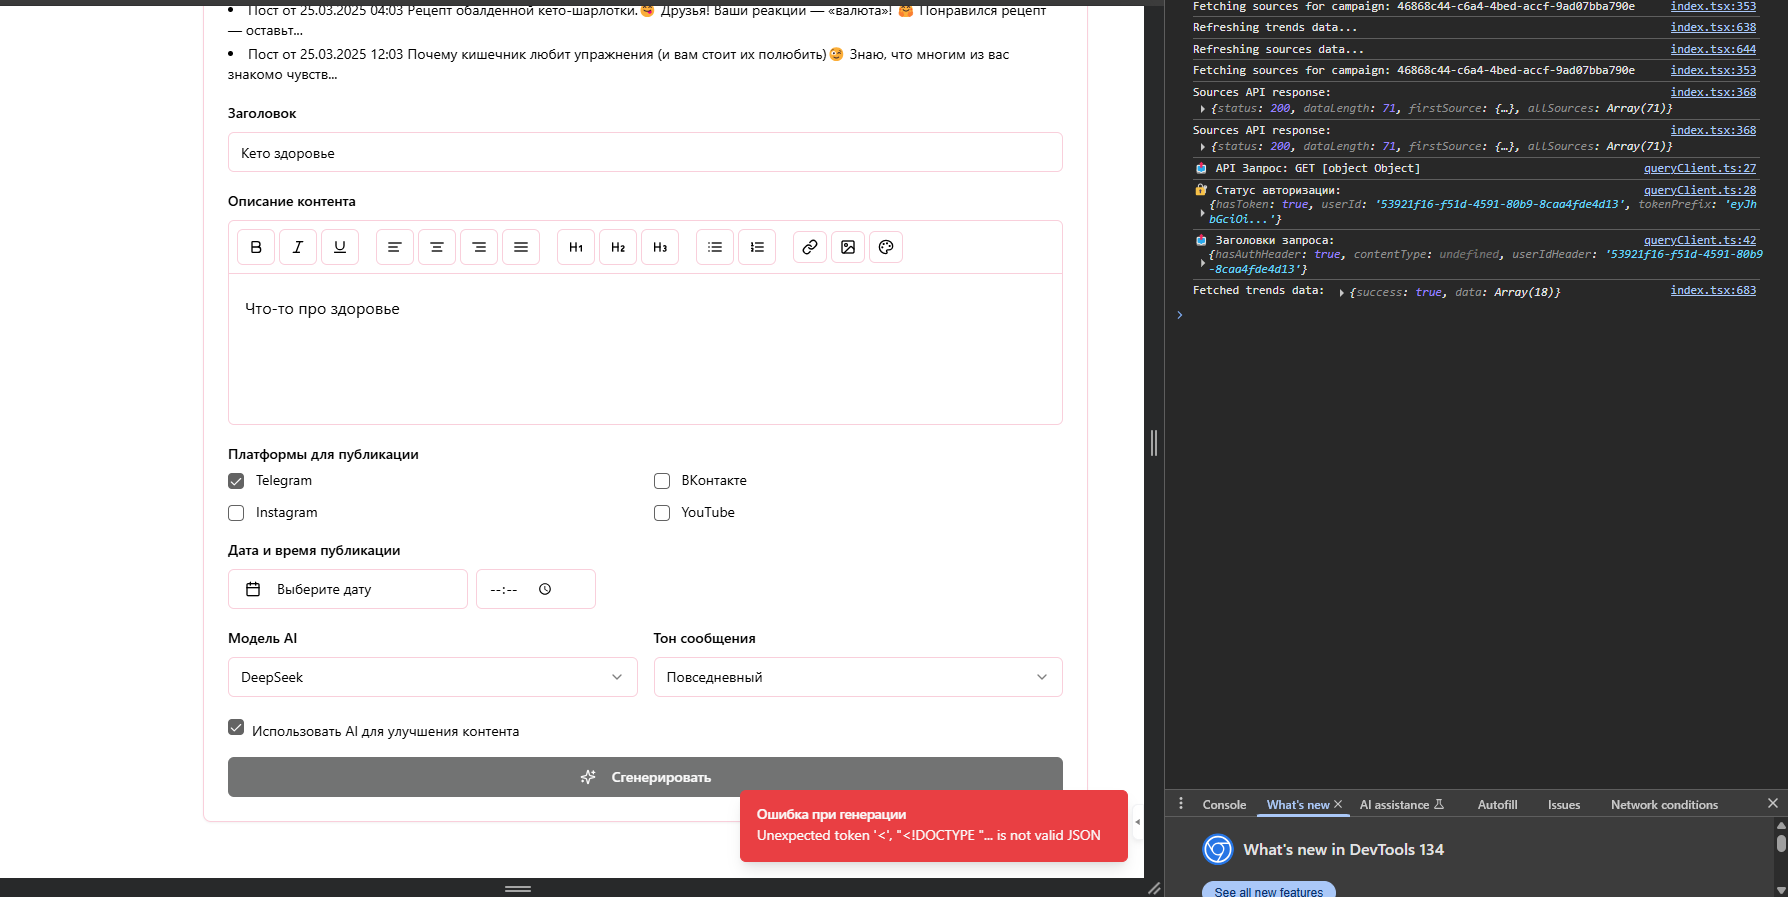 • Пост от 25.03.2025 04:03 Рецепт обалденной кето-шарлотки.😋 Друзья! Ваши реакции — «валюта»! 🤗 Понравился рецепт
— оставьт...
• Пост от 25.03.2025 12:03 Почему кишечник любит упражнения (и вам стоит их полюбить)🧐 Знаю, что многим из вас
знакомо чувств...
Заголовок
Кето здоровье
Описание контента
B I U H1 H2 H3
Что-то про здоровье
Платформы для публикации
Telegram
ВКонтакте
Instagram
YouTube
Дата и время публикации
Выберите дату
--:--
Модель AI
Тон сообщения
DeepSeek
Повседневный
Использовать AI для улучшения контента
Сгенерировать
Ошибка при генерации
Unexpected token '<', "<!DOCTYPE "... is not valid JSON
Fetching sources for campaign: 46868c44-c6a4-4bed-accf-9ad07bba790e index.tsx:353
Refreshing trends data... index.tsx:638
Refreshing sources data... index.tsx:644
Fetching sources for campaign: 46868c44-c6a4-4bed-accf-9ad07bba790e index.tsx:353
Sources API response: index.tsx:368
{status: 200, dataLength: 71, firstSource: {…}, allSources: Array(71)}
Sources API response: index.tsx:368
{status: 200, dataLength: 71, firstSource: {…}, allSources: Array(71)}
API Запрос: GET [object Object] queryClient.ts:27
Статус авторизации: queryClient.ts:28
{hasToken: true, userId: '53921f16-f51d-4591-80b9-8caa4fde4d13', tokenPrefix: 'eyJh
bGciOi...'}
Заголовки запроса: queryClient.ts:42
{hasAuthHeader: true, contentType: undefined, userIdHeader: '53921f16-f51d-4591-80b9
-8caa4fde4d13'}
Fetched trends data: {success: true, data: Array(18)} index.tsx:683
Console What's new AI assistance Autofill Issues Network conditions
What's new in DevTools 134
See all new features